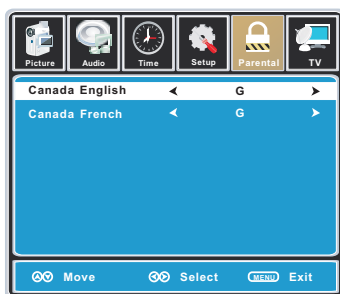 Picture Audio Time Setup Parental TV
Canada English G
Canada French G
Move Select MENU Exit